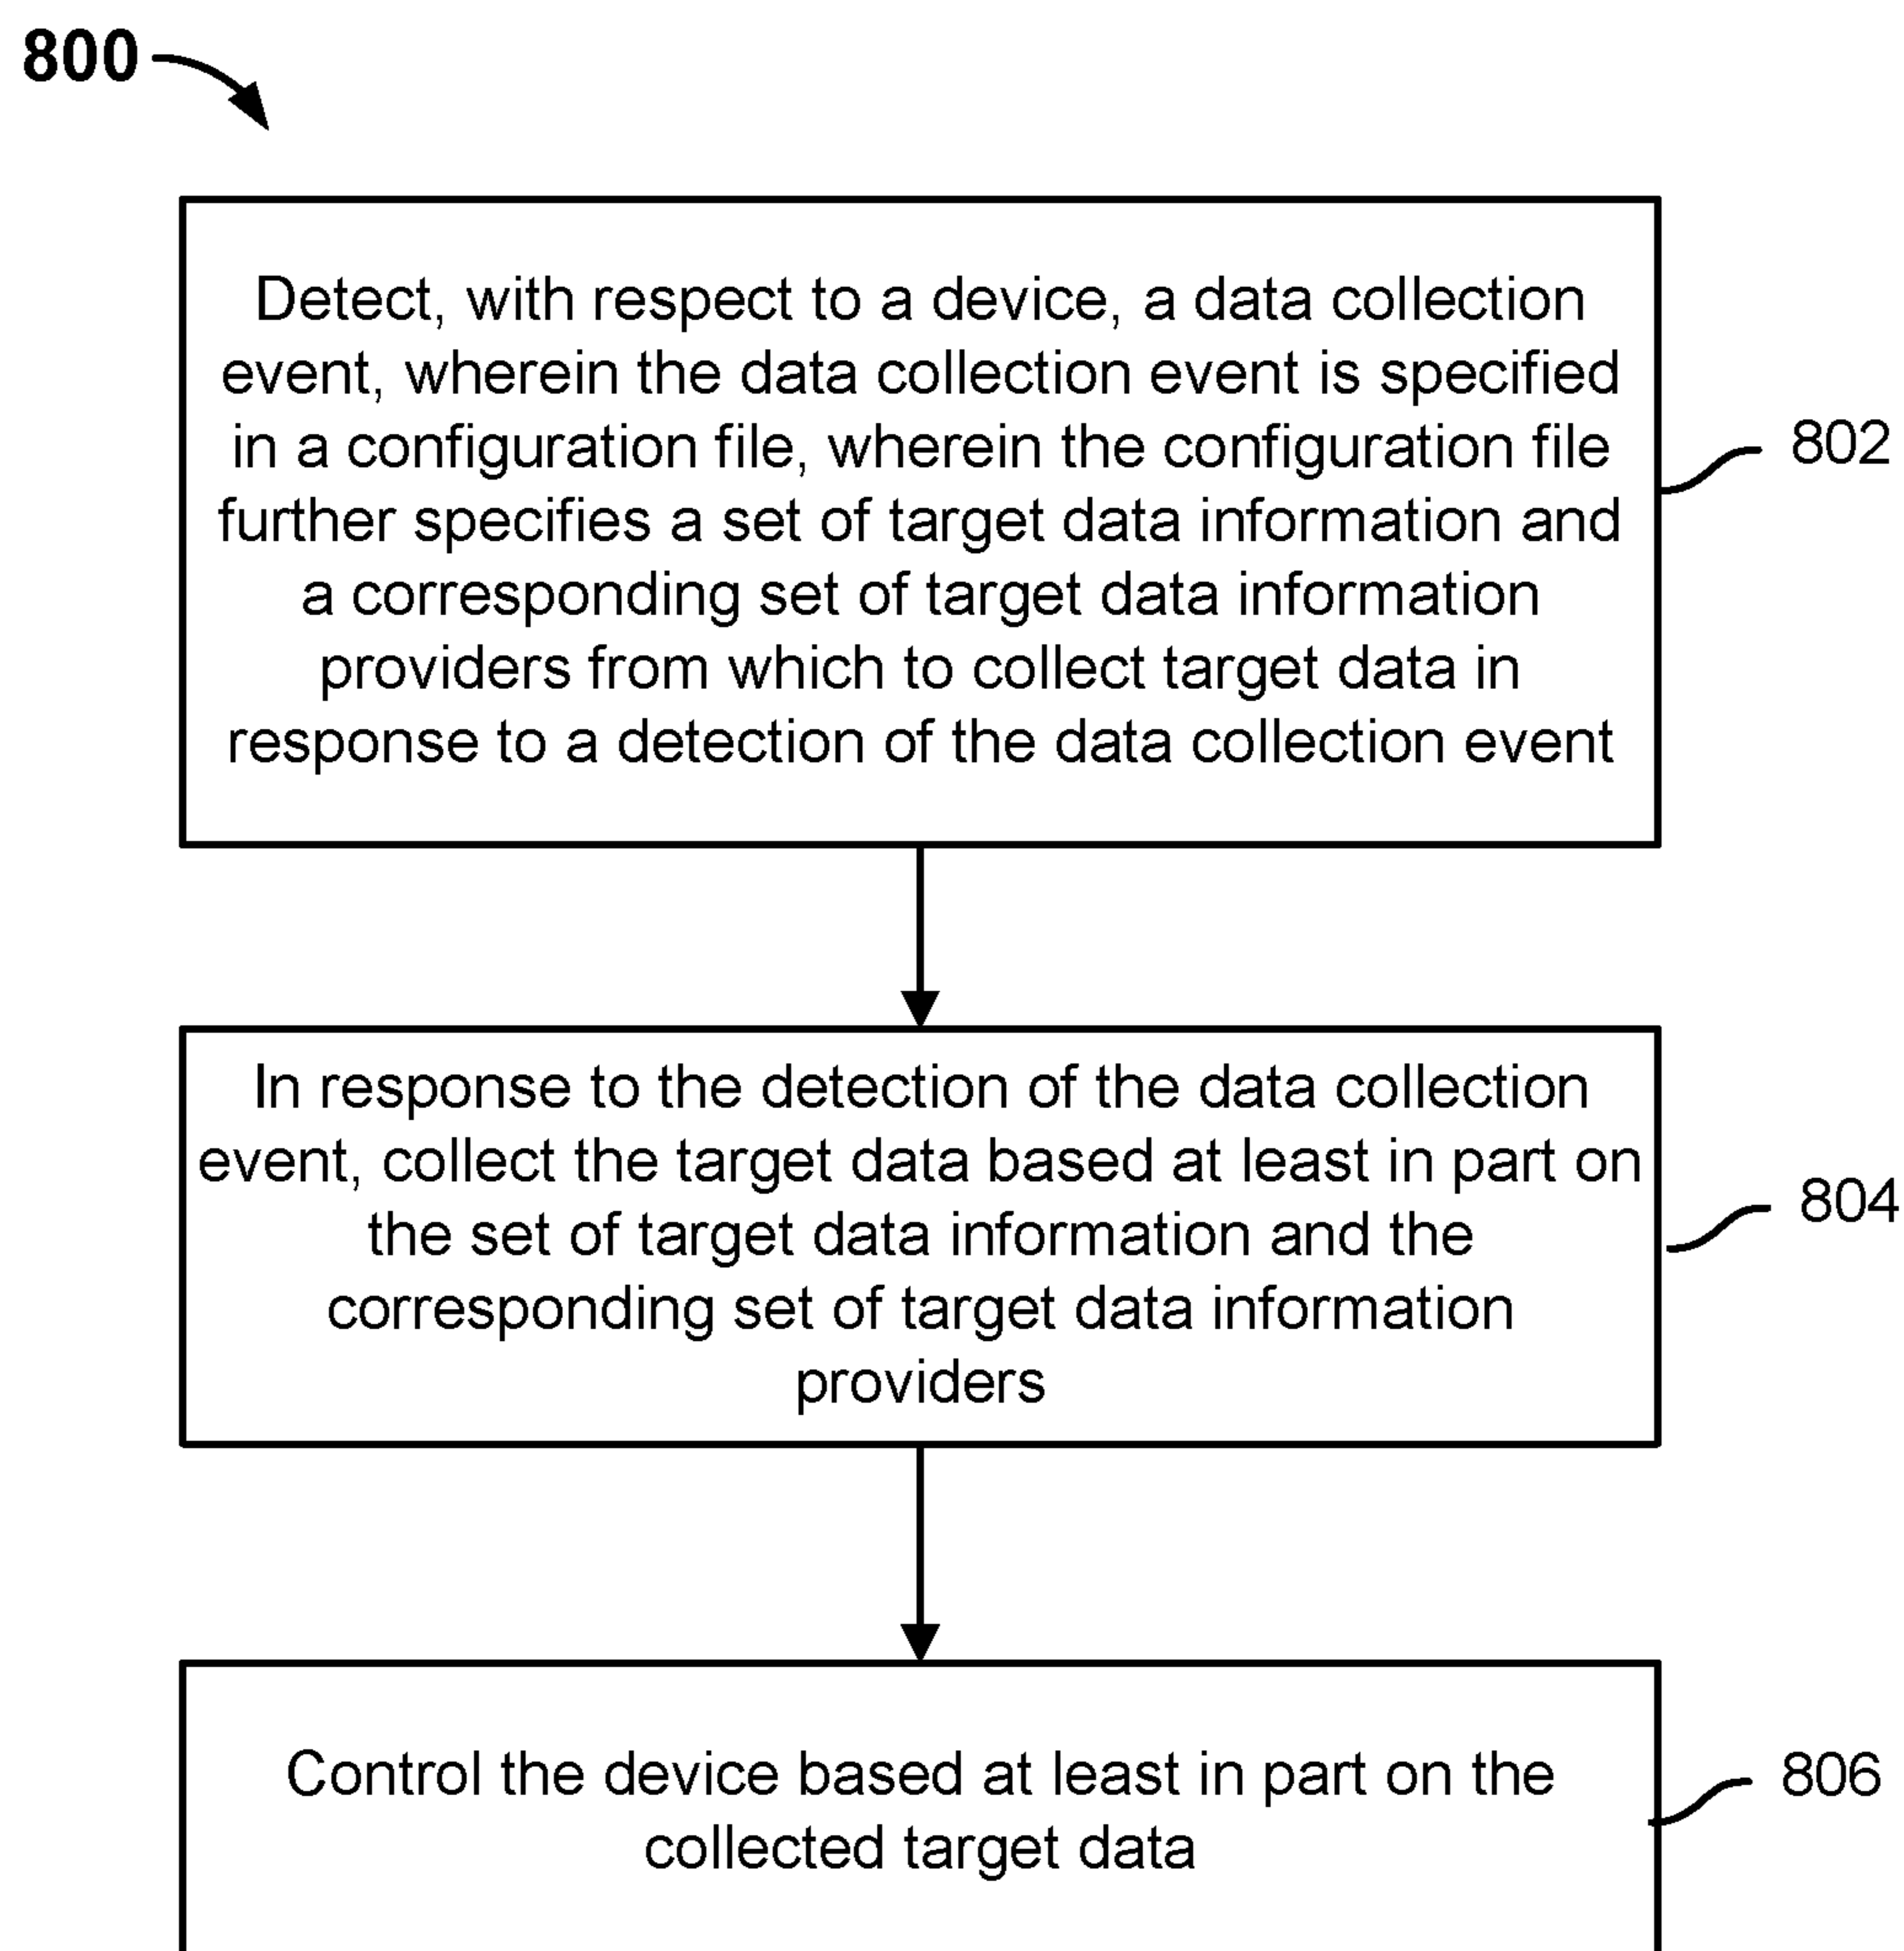 800
Detect, with respect to a device, a data collection
event, wherein the data collection event is specified
in a configuration file, wherein the configuration file
further specifies a set of target data information and
a corresponding set of target data information
providers from which to collect target data in
response to a detection of the data collection event
802
In response to the detection of the data collection
event, collect the target data based at least in part on
the set of target data information and the
corresponding set of target data information
providers
804
Control the device based at least in part on the
collected target data
806